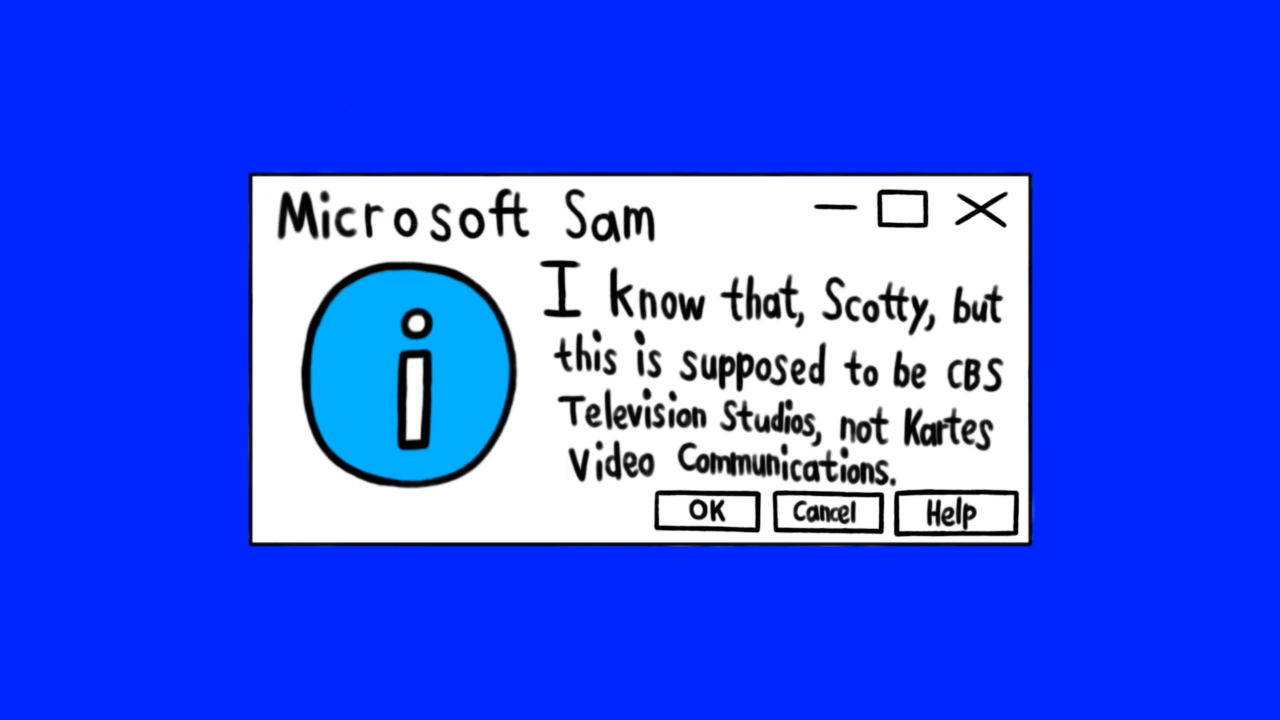 Microsoft Sam
I know that, Scotty, but
this is supposed to be CBS
Television Studios, not Kartes
Video Communications.
OK Cancel Help